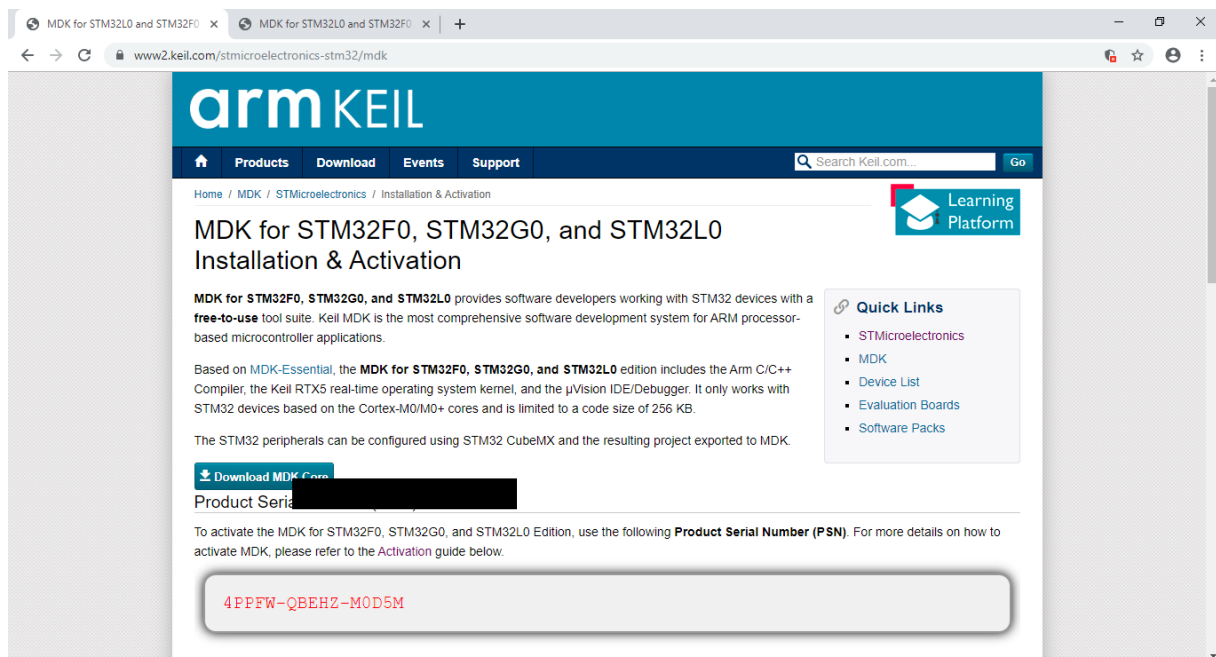 MDK for STM32L0 and STM32F0
MDK for STM32L0 and STM32F0
www2.keil.com/stmicroelectronics-stm32/mdk
arm KEIL
Products Download Events Support
Search Keil.com... Go
Home / MDK / STMicroelectronics / Installation & Activation
Learning
Platform
MDK for STM32F0, STM32G0, and STM32L0
Installation & Activation
MDK for STM32F0, STM32G0, and STM32L0 provides software developers working with STM32 devices with a
free-to-use tool suite. Keil MDK is the most comprehensive software development system for ARM processor-
based microcontroller applications.
Based on MDK-Essential, the MDK for STM32F0, STM32G0, and STM32L0 edition includes the Arm C/C++
Compiler, the Keil RTX5 real-time operating system kernel, and the µVision IDE/Debugger. It only works with
STM32 devices based on the Cortex-M0/M0+ cores and is limited to a code size of 256 KB.
The STM32 peripherals can be configured using STM32 CubeMX and the resulting project exported to MDK.
Quick Links
STMicroelectronics
MDK
Device List
Evaluation Boards
Software Packs
Download MDK Core
Product
To activate the MDK for STM32F0, STM32G0, and STM32L0 Edition, use the following Product Serial Number (PSN). For more details on how to
activate MDK, please refer to the Activation guide below.
4PPFW-QBEHZ-M0D5M